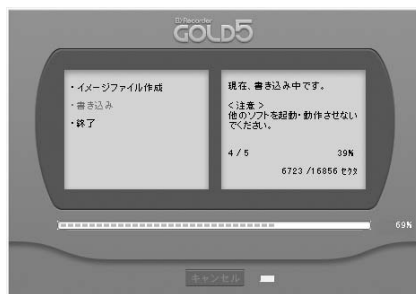 B's Recorder
GOLD5
・イメージファイル作成
・書き込み
・終了
現在、書き込み中です。
＜注意＞
他のソフトを起動・動作させない
でください。
4 / 5 39%
6723 /16856 セクタ
69%
キャンセル